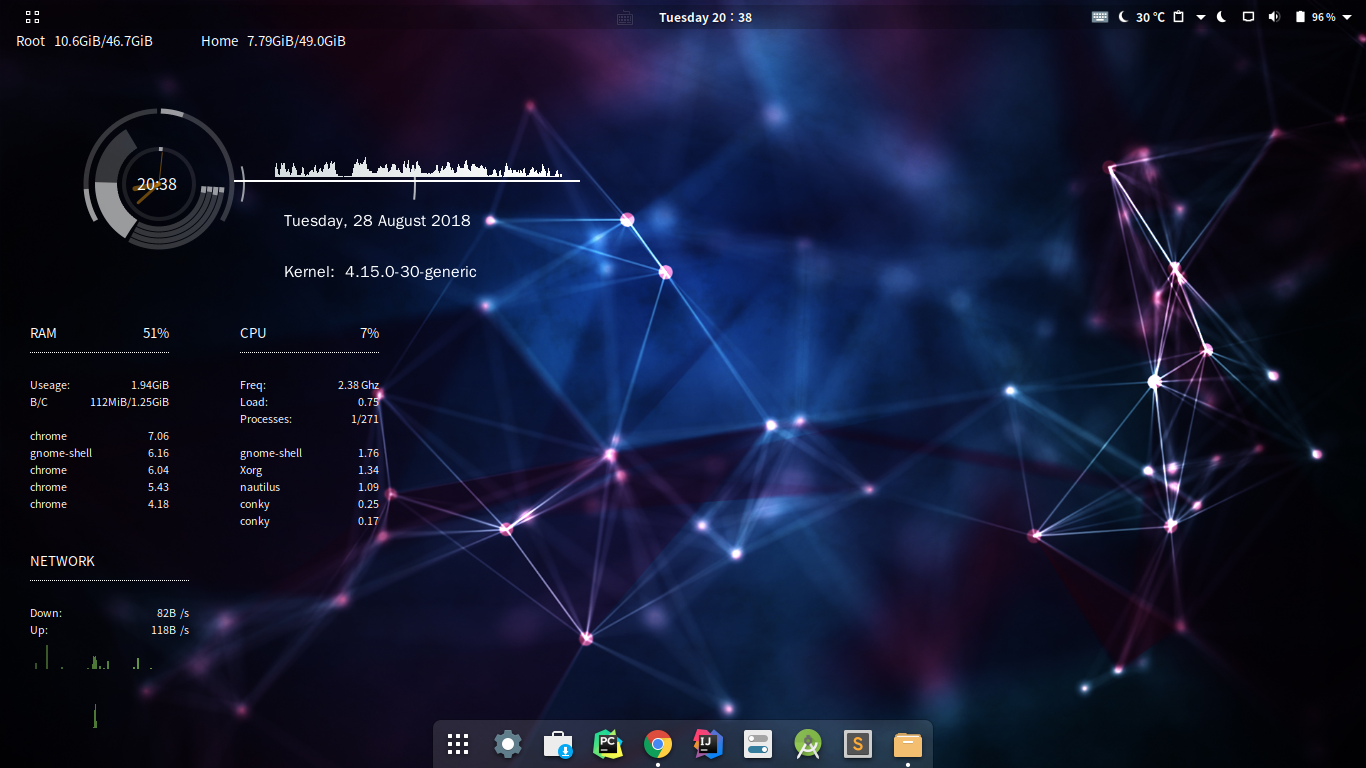 Tuesday 20∶38
30 °C
96 %
Root 10.6GiB/46.7GiB Home 7.79GiB/49.0GiB
20:38
Tuesday, 28 August 2018
Kernel: 4.15.0-30-generic
RAM 51%
Useage: 1.94GiB
B/C 112MiB/1.25GiB
chrome 7.06
gnome-shell 6.16
chrome 6.04
chrome 5.43
chrome 4.18
CPU 7%
Freq: 2.38 Ghz
Load: 0.75
Processes: 1/271
gnome-shell 1.76
Xorg 1.34
nautilus 1.09
conky 0.25
conky 0.17
NETWORK
Down: 82B /s
Up: 118B /s
PC
IJ
S